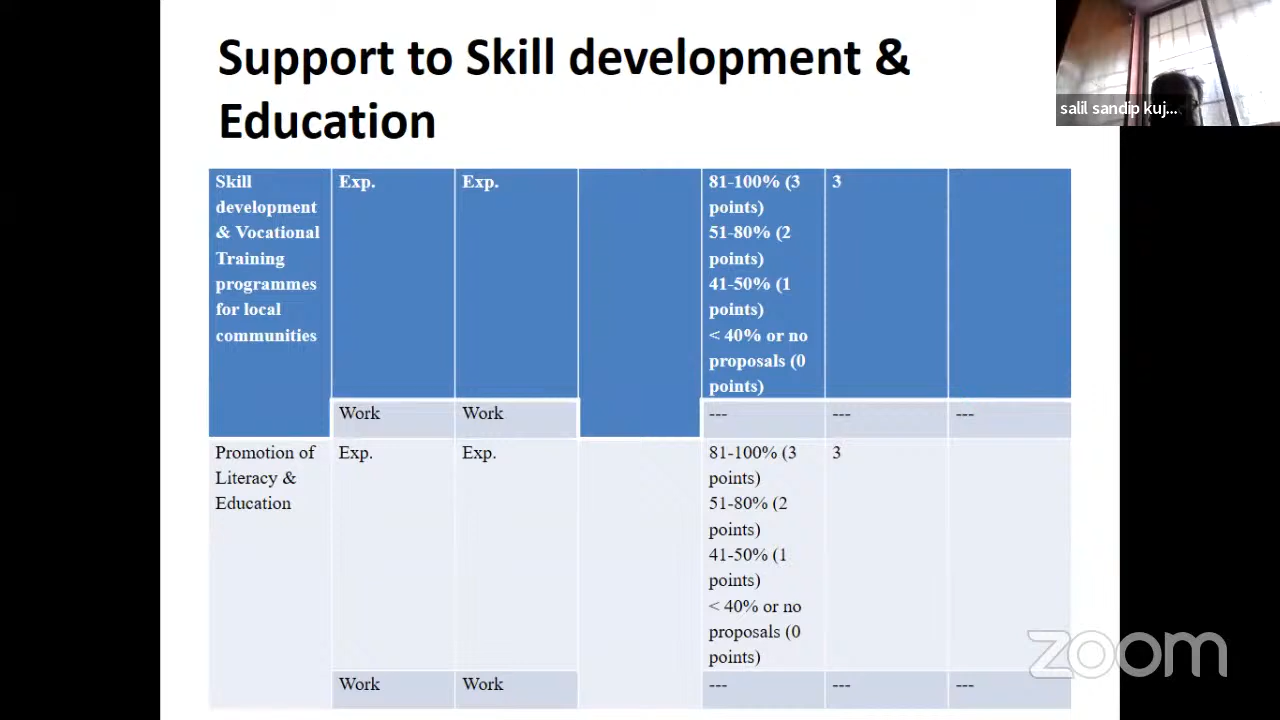 Support to Skill development &
Education
salil sandip kuj...
Skill
development
& Vocational
Training
programmes
for local
communities
Exp.
Exp.
81-100% (3
points)
51-80% (2
points)
41-50% (1
points)
< 40% or no
proposals (0
points)
3
Work
Work
---
---
---
Promotion of
Literacy &
Education
Exp.
Exp.
81-100% (3
points)
51-80% (2
points)
41-50% (1
points)
< 40% or no
proposals (0
points)
3
Work
Work
---
---
---
zoom